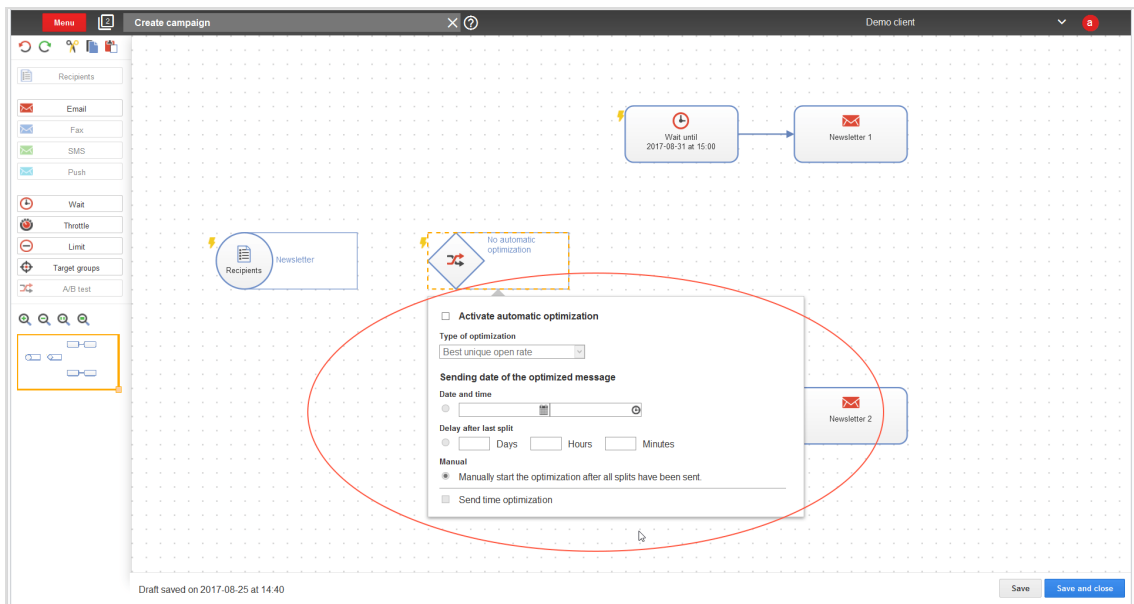 Menu
2
Create campaign
Demo client
a
Recipients
Email
Fax
SMS
Push
Wait
Throttle
Limit
Target groups
A/B test
Wait until
2017-08-31 at 15:00
Newsletter 1
Recipients
Newsletter
No automatic
optimization
Activate automatic optimization
Type of optimization
Best unique open rate
Sending date of the optimized message
Date and time
Delay after last split
Days Hours Minutes
Manual
Manually start the optimization after all splits have been sent.
Send time optimization
Newsletter 2
Draft saved on 2017-08-25 at 14:40
Save
Save and close